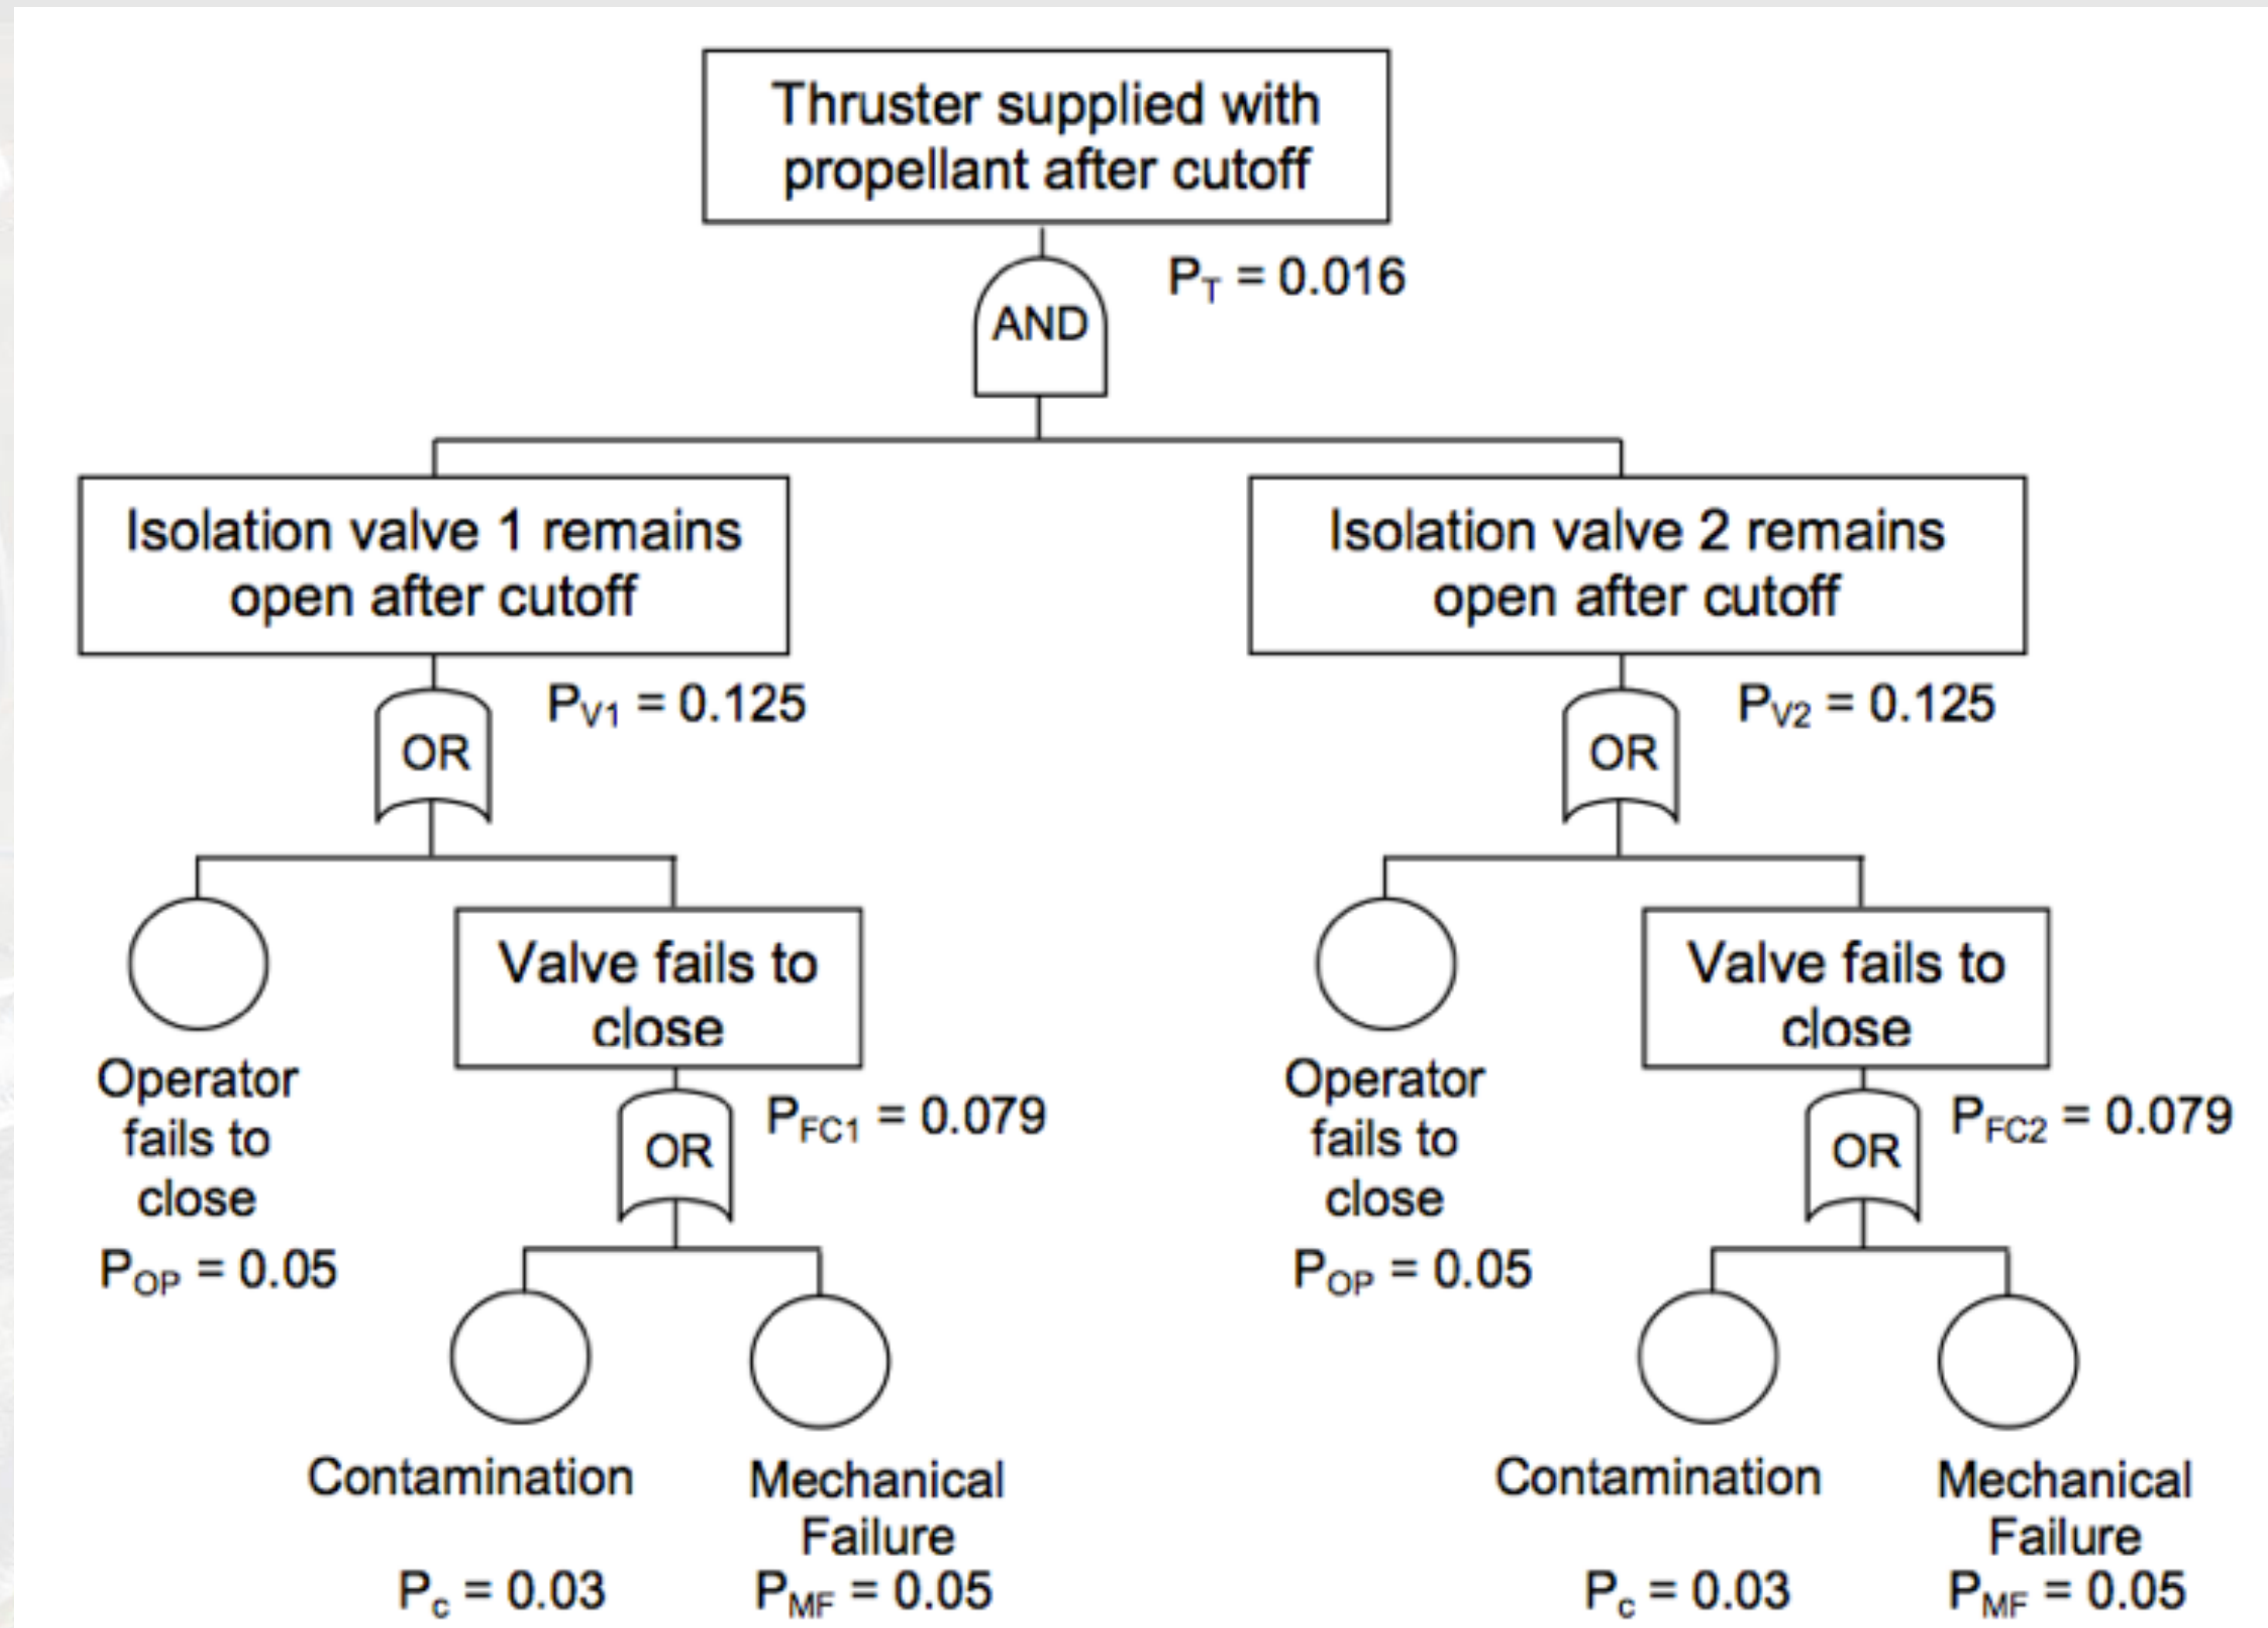 Thruster supplied with
propellant after cutoff
P_T = 0.016
AND
Isolation valve 1 remains
open after cutoff
Isolation valve 2 remains
open after cutoff
P_V1 = 0.125
OR
P_V2 = 0.125
OR
Operator
fails to
close
P_OP = 0.05
Valve fails to
close
P_FC1 = 0.079
OR
Contamination
P_c = 0.03
Mechanical
Failure
P_MF = 0.05
Operator
fails to
close
P_OP = 0.05
Valve fails to
close
P_FC2 = 0.079
OR
Contamination
P_c = 0.03
Mechanical
Failure
P_MF = 0.05